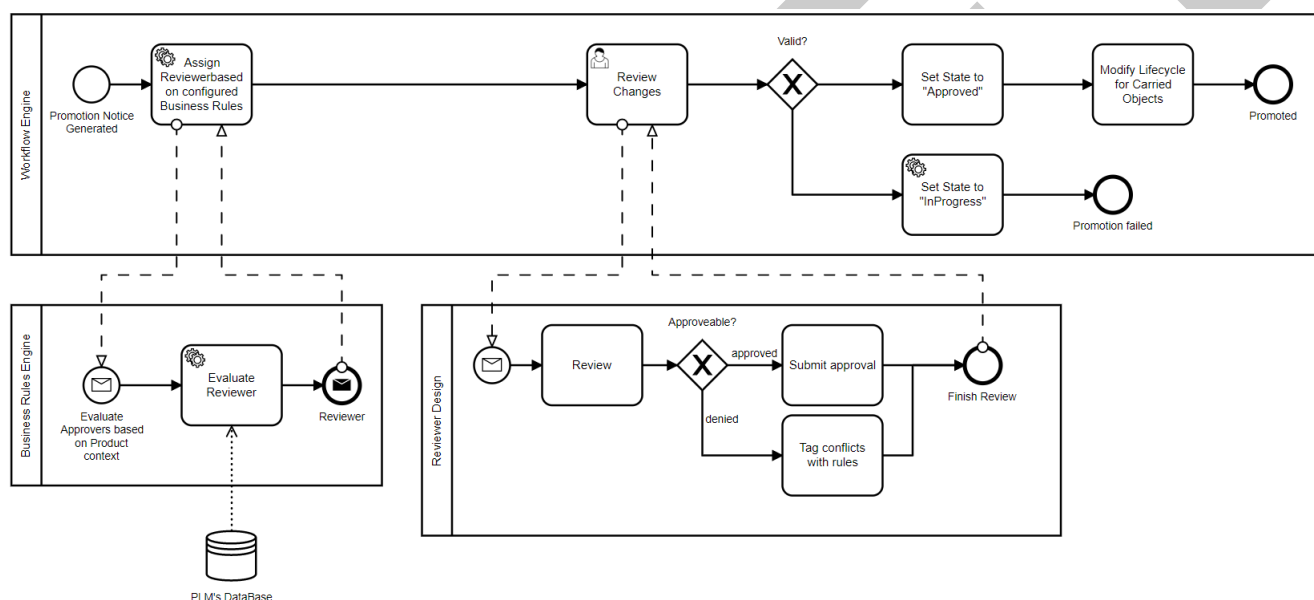 Workflow Engine
Promotion Notice
Generated
Assign
Reviewerbased
on configured
Business Rules
Review
Changes
Valid?
Set State to
"Approved"
Modify Lifecycle
for Carried
Objects
Promoted
Set State to
"InProgress"
Promotion failed
Business Rules Engine
Evaluate
Approvers based
on Product
context
Evaluate
Reviewer
Reviewer
PLM's DataBase
Reviewer Design
Review
Approveable?
approved
denied
Submit approval
Tag conflicts
with rules
Finish Review